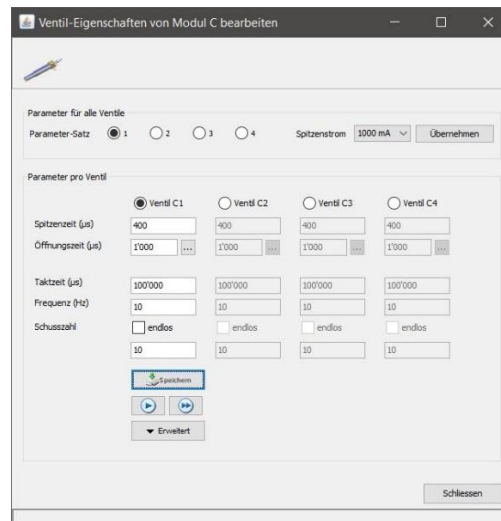 Ventil-Eigenschaften von Modul C bearbeiten
Parameter für alle Ventile
Parameter-Satz 1 2 3 4 Spitzenstrom 1000 mA Übernehmen
Parameter pro Ventil
Ventil C1 Ventil C2 Ventil C3 Ventil C4
Spitzenzeit (µs) 400 400 400 400
Öffnungszeit (µs) 1'000 ... 1'000 ... 1'000 ... 1'000 ...
Taktzeit (µs) 100'000 100'000 100'000 100'000
Frequenz (Hz) 10 10 10 10
Schusszahl endlos endlos endlos endlos
10 10 10 10
Speichern
Erweitert
Schliessen